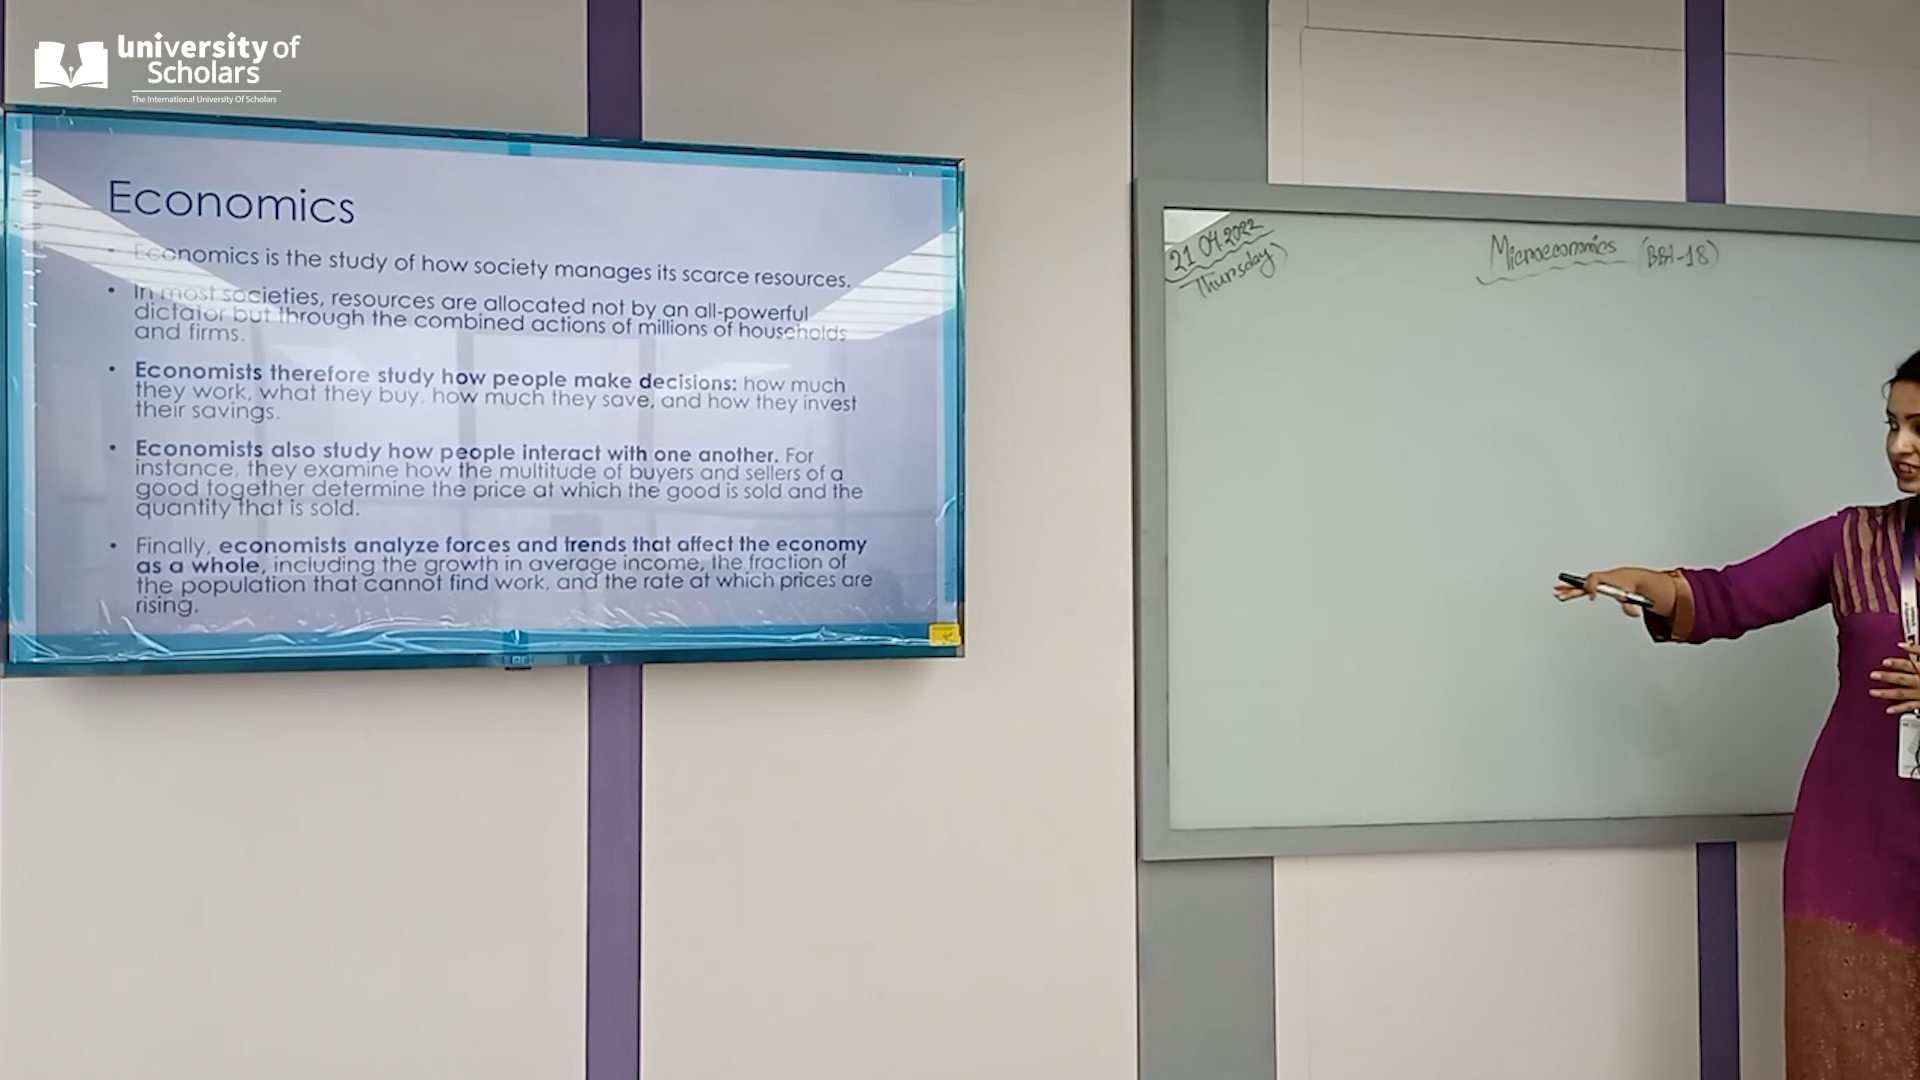 University of
Scholars
The International University Of Scholars
Economics
• Economics is the study of how society manages its scarce resources.
• In most societies, resources are allocated not by an all-powerful
dictator but through the combined actions of millions of households
and firms.
• Economists therefore study how people make decisions: how much
they work, what they buy, how much they save, and how they invest
their savings.
• Economists also study how people interact with one another. For
instance, they examine how the multitude of buyers and sellers of a
good together determine the price at which the good is sold and the
quantity that is sold.
• Finally, economists analyze forces and trends that affect the economy
as a whole, including the growth in average income, the fraction of
the population that cannot find work, and the rate at which prices are
rising.
21.04.2022
Thursday
Microeconomics (BBA-18)